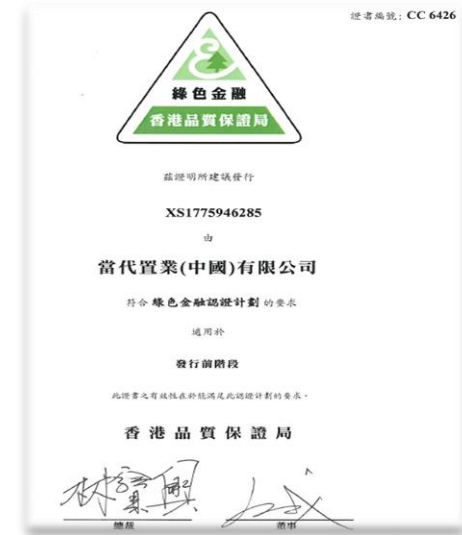 證書編號: CC 6426
綠色金融
香港品質保證局
茲證明所建議發行
XS1775946285
由
當代置業(中國)有限公司
符合 綠色金融認證計劃 的要求
適用於
發行前階段
此證書之有效性在於能滿足此認證計劃的要求。
香港品質保證局
總裁
董事